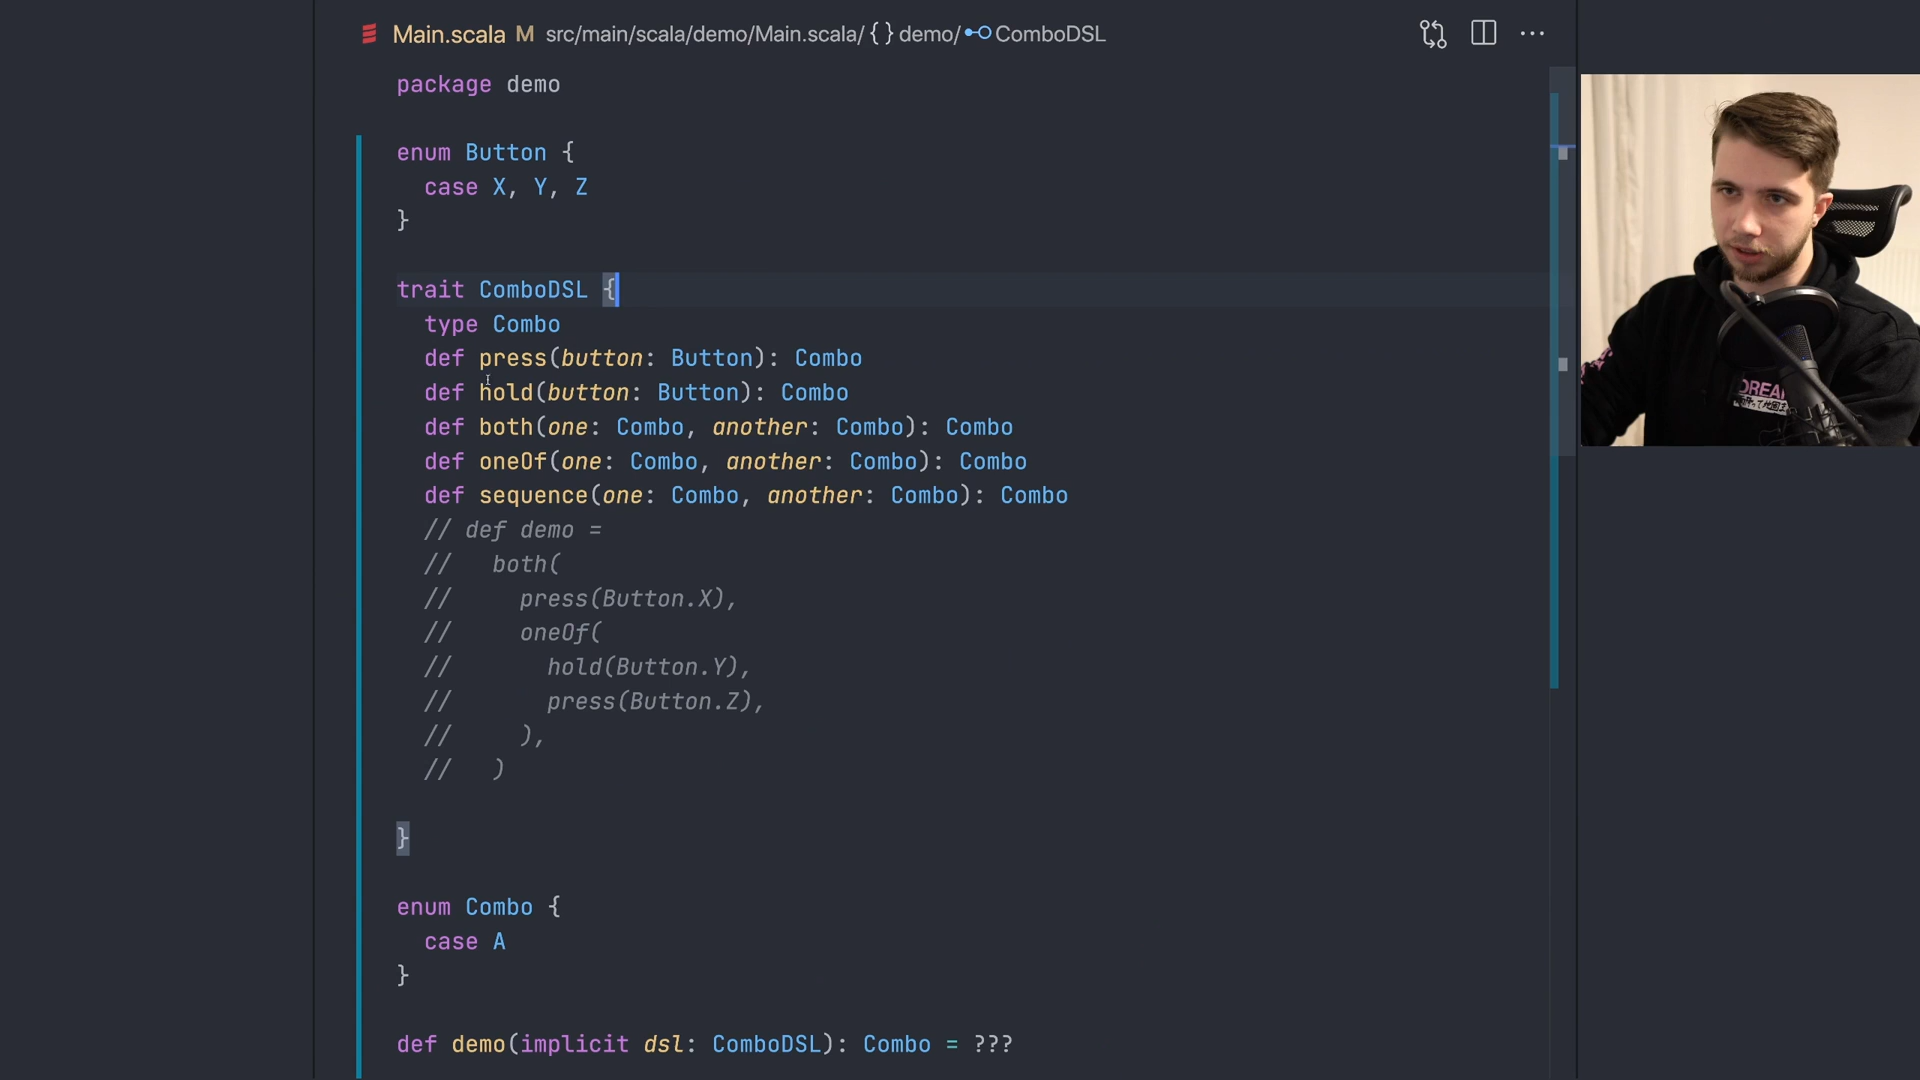 Main.scala M src/main/scala/demo/Main.scala/ {} demo/ ComboDSL ...
package demo
enum Button {
case X, Y, Z
}
trait ComboDSL {
type Combo
def press(button: Button): Combo
def hold(button: Button): Combo
def both(one: Combo, another: Combo): Combo
def oneOf(one: Combo, another: Combo): Combo
def sequence(one: Combo, another: Combo): Combo
// def demo =
//   both(
//     press(Button.X),
//     oneOf(
//       hold(Button.Y),
//       press(Button.Z),
//     ),
//   )
}
enum Combo {
case A
}
def demo(implicit dsl: ComboDSL): Combo = ???
DREAM